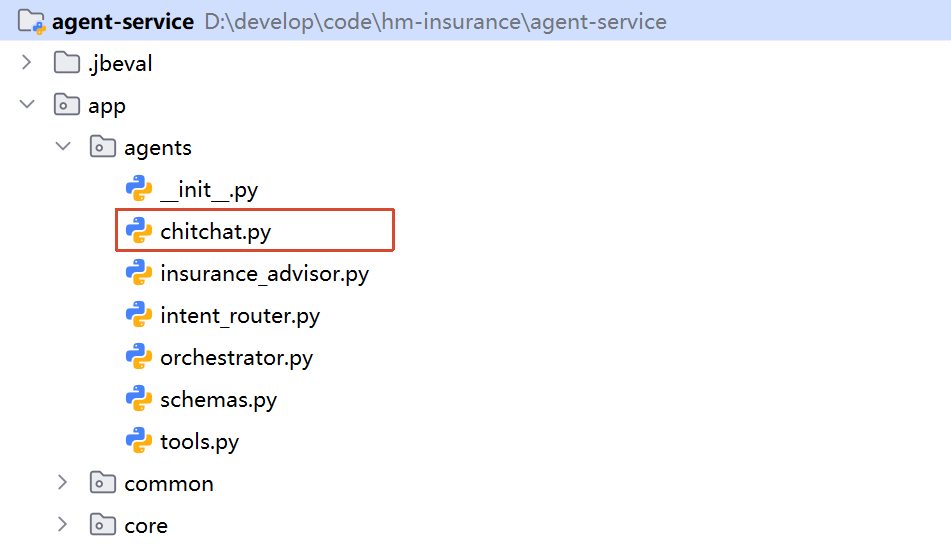 agent-service D:\develop\code\hm-insurance\agent-service
.jbeval
app
agents
__init__.py
chitchat.py
insurance_advisor.py
intent_router.py
orchestrator.py
schemas.py
tools.py
common
core